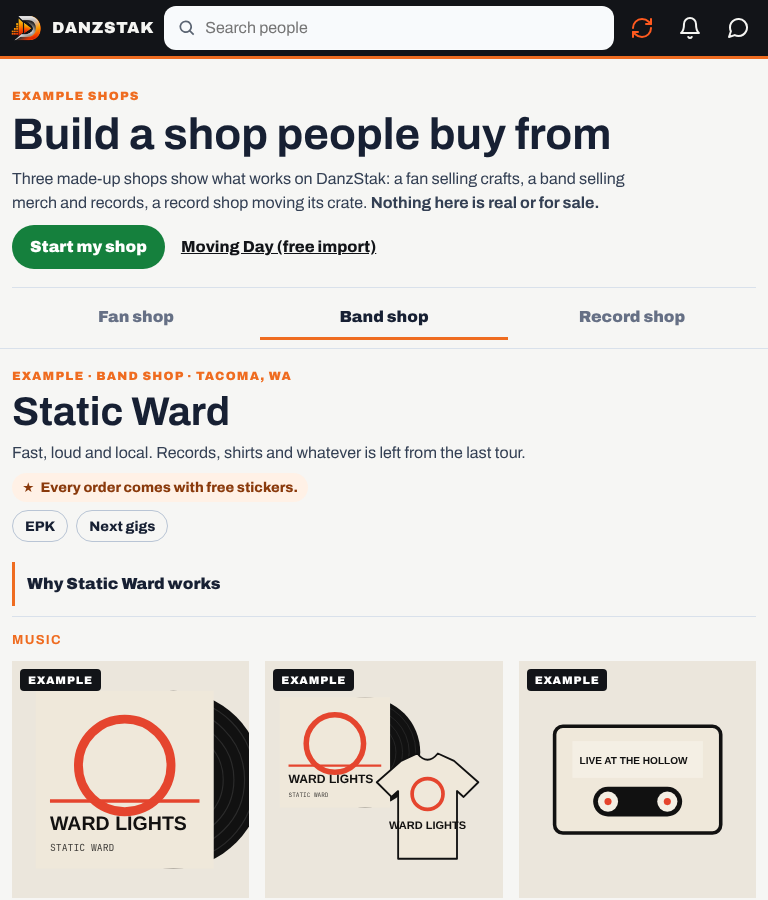 DANZSTAK
Search people
EXAMPLE SHOPS
Build a shop people buy from
Three made-up shops show what works on DanzStak: a fan selling crafts, a band selling
merch and records, a record shop moving its crate. Nothing here is real or for sale.
Start my shop
Moving Day (free import)
Fan shop
Band shop
Record shop
EXAMPLE · BAND SHOP · TACOMA, WA
Static Ward
Fast, loud and local. Records, shirts and whatever is left from the last tour.
★ Every order comes with free stickers.
EPK
Next gigs
Why Static Ward works
MUSIC
EXAMPLE
WARD LIGHTS
STATIC WARD
EXAMPLE
WARD LIGHTS
STATIC WARD
WARD LIGHTS
EXAMPLE
LIVE AT THE HOLLOW